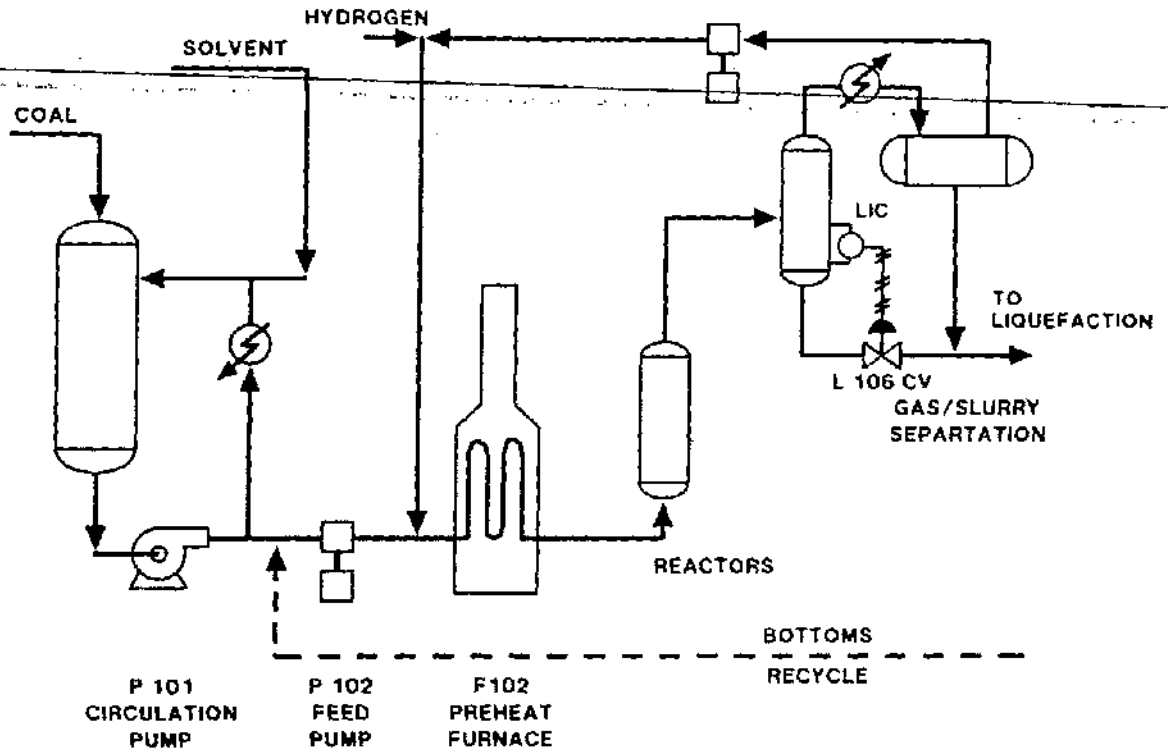 HYDROGEN
SOLVENT
COAL
LIC
TO
LIQUEFACTION
L 106 CV
GAS/SLURRY
SEPARTATION
REACTORS
BOTTOMS
RECYCLE
P 101
CIRCULATION
PUMP
P 102
FEED
PUMP
F102
PREHEAT
FURNACE